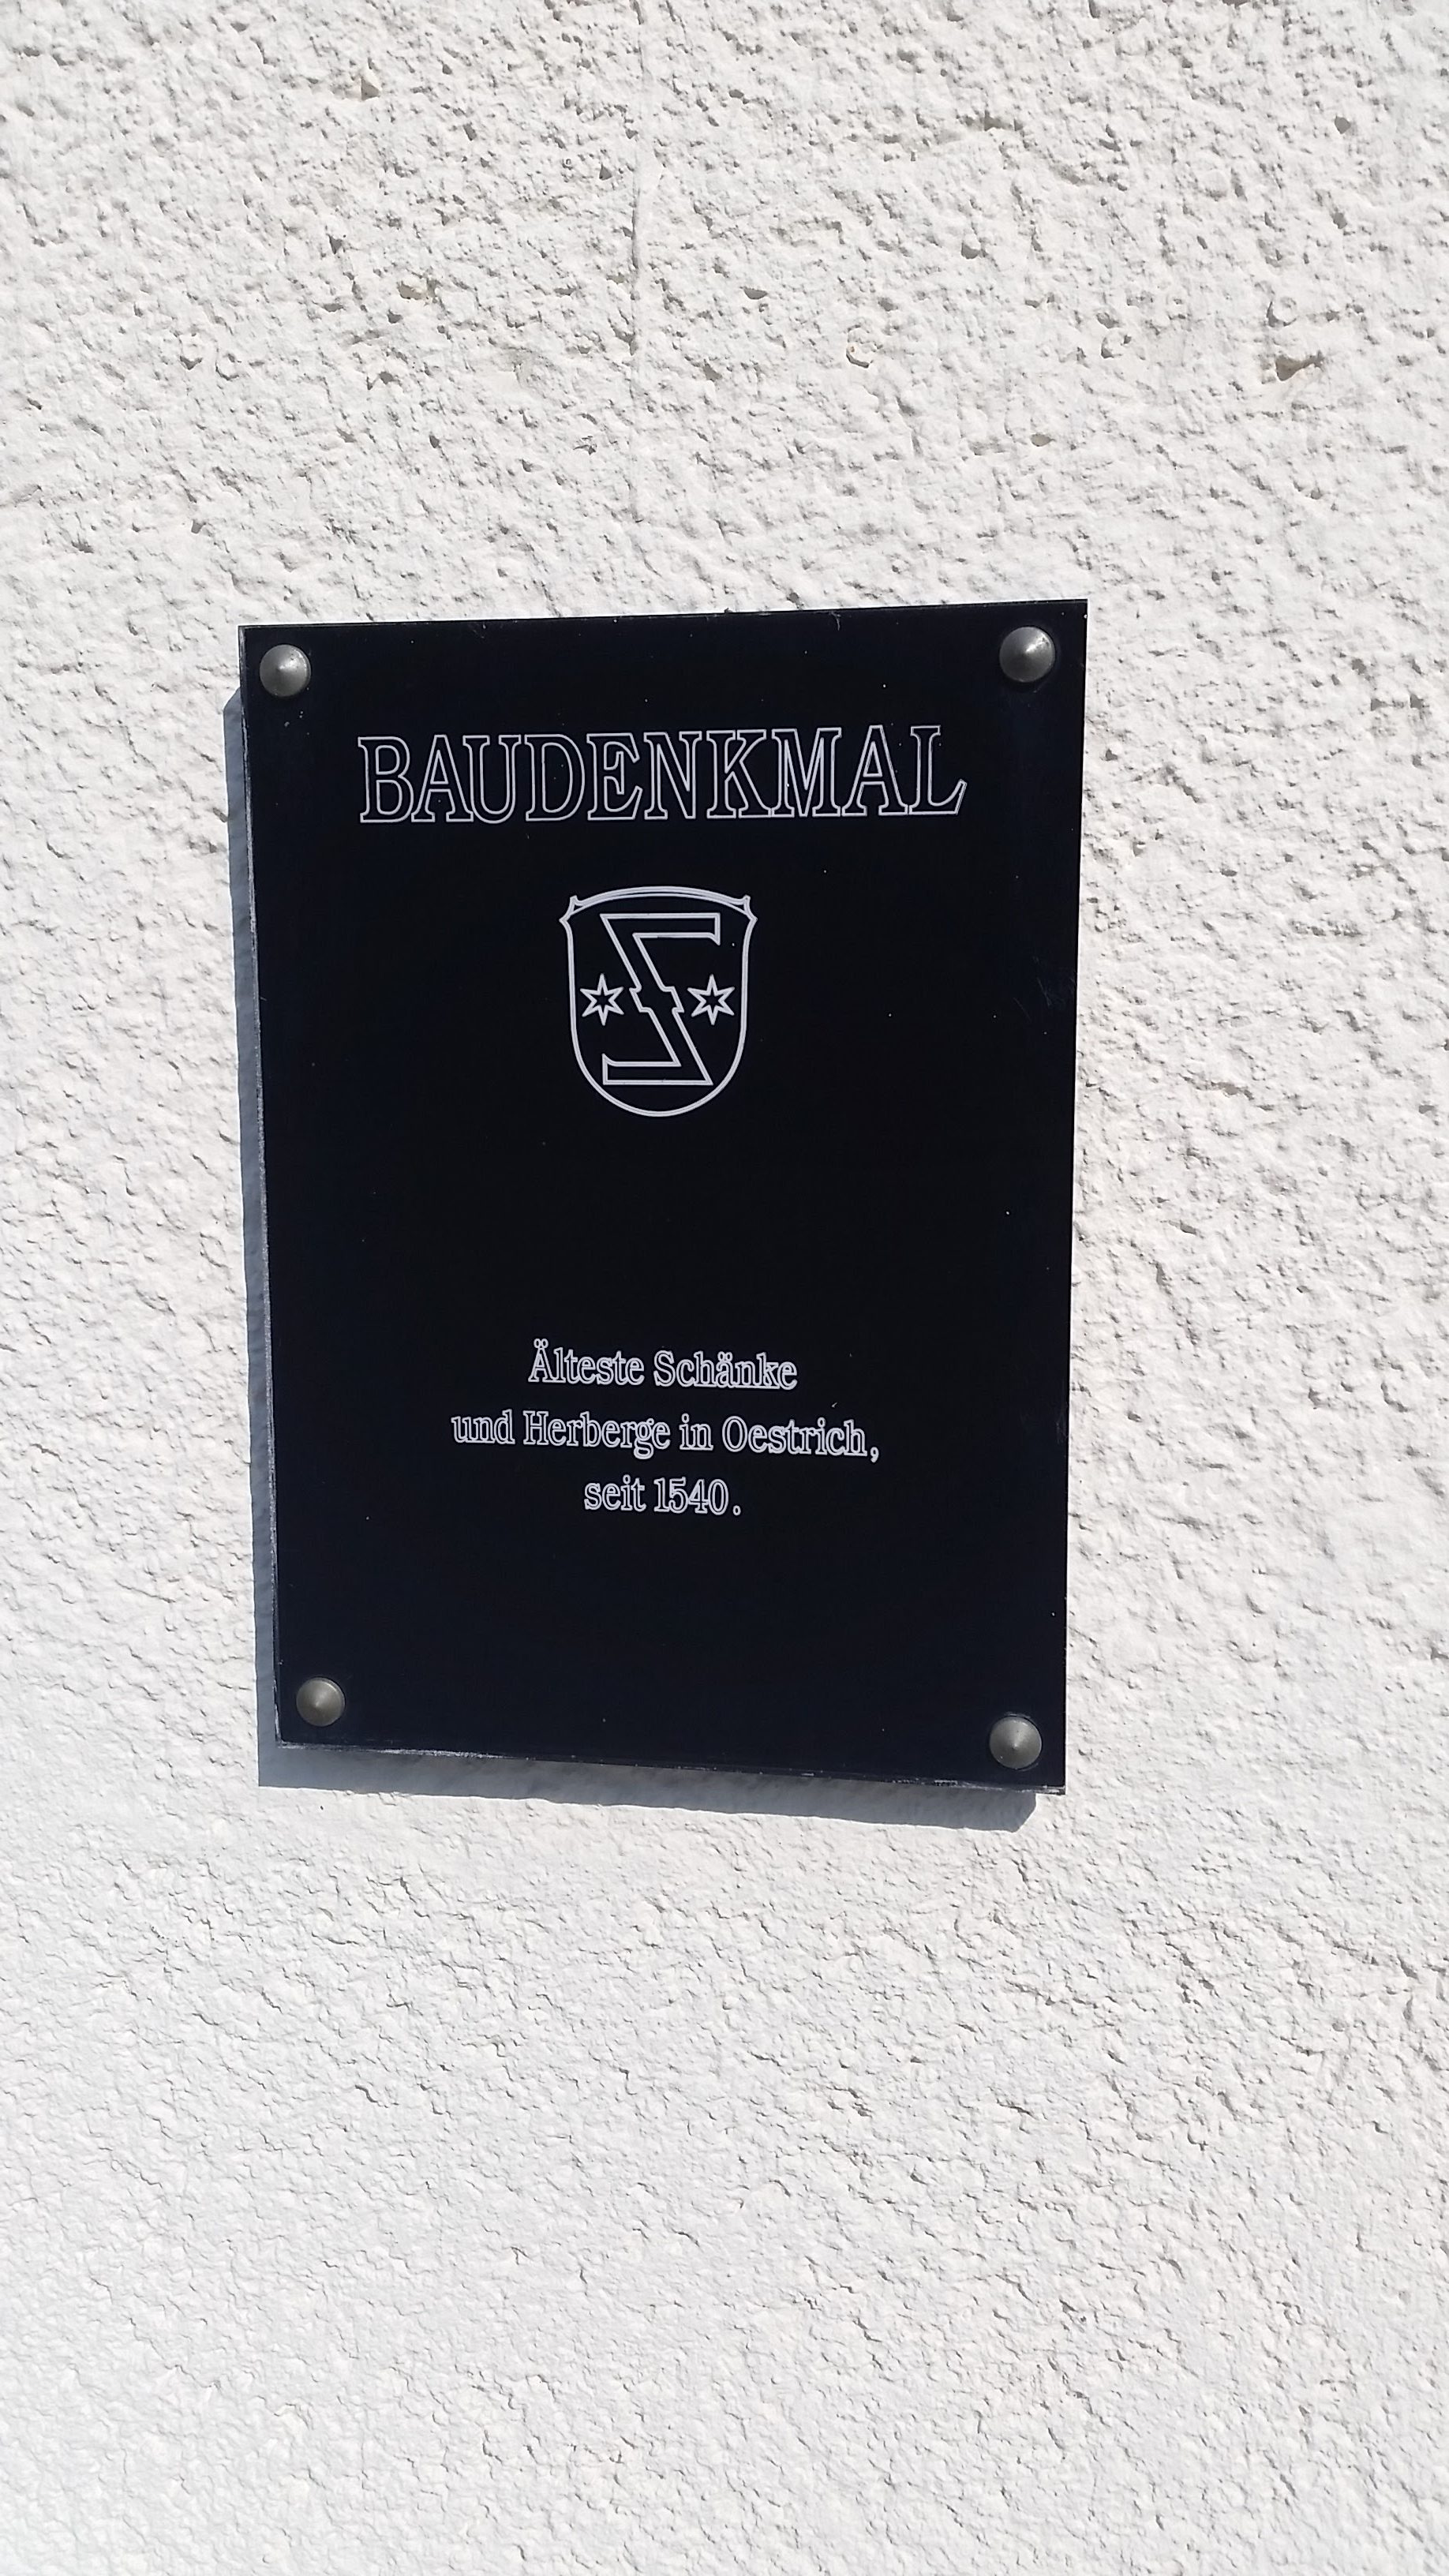 BAUDENKMAL
Älteste Schänke
und Herberge in Oestrich,
seit 1540.